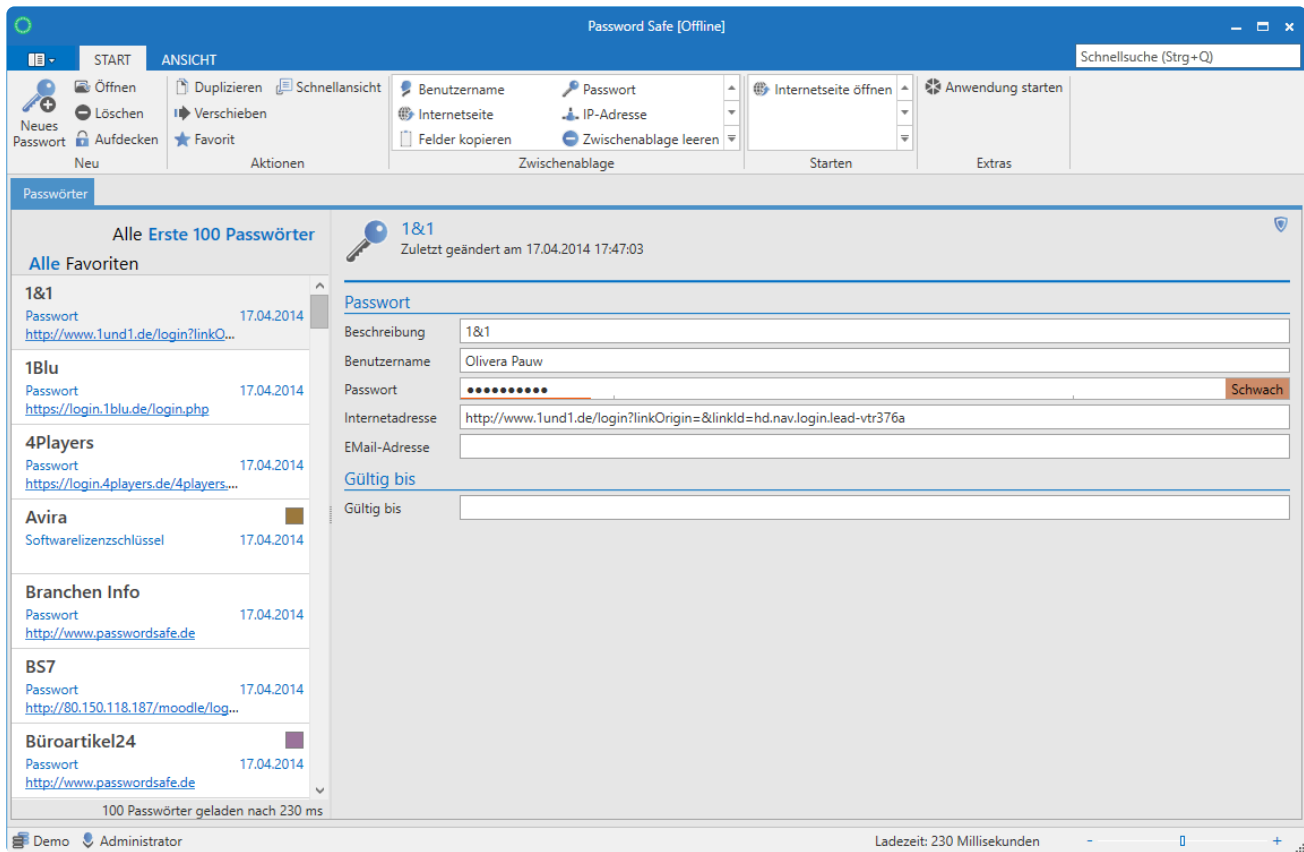 Password Safe [Offline]
START ANSICHT Schnellsuche (Strg+Q)
Neues Passwort
Öffnen
Löschen
Aufdecken
Neu
Duplizieren Schnellansicht
Verschieben
Favorit
Aktionen
Benutzername Passwort
Internetseite IP-Adresse
Felder kopieren Zwischenablage leeren
Zwischenablage
Internetseite öffnen
Starten
Anwendung starten
Extras
Passwörter
Alle Erste 100 Passwörter
Alle Favoriten
1&1
Passwort 17.04.2014
http://www.1und1.de/login?linkO...
1Blu
Passwort 17.04.2014
https://login.1blu.de/login.php
4Players
Passwort 17.04.2014
https://login.4players.de/4players....
Avira
Softwarelizenzschlüssel 17.04.2014
Branchen Info
Passwort 17.04.2014
http://www.passwordsafe.de
BS7
Passwort 17.04.2014
http://80.150.118.187/moodle/log...
Büroartikel24
Passwort 17.04.2014
http://www.passwordsafe.de
100 Passwörter geladen nach 230 ms
1&1
Zuletzt geändert am 17.04.2014 17:47:03
Passwort
Beschreibung 1&1
Benutzername Olivera Pauw
Passwort ●●●●●●●●●● Schwach
Internetadresse http://www.1und1.de/login?linkOrigin=&linkId=hd.nav.login.lead-vtr376a
EMail-Adresse
Gültig bis
Gültig bis
Demo Administrator Ladezeit: 230 Millisekunden - +